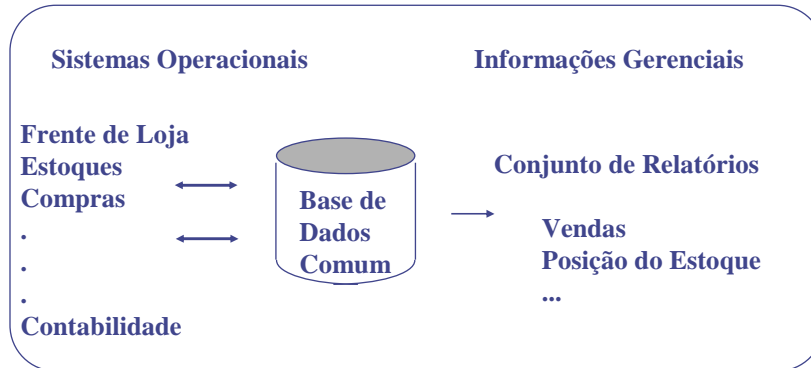 Sistemas Operacionais
Informações Gerenciais
Frente de Loja
Estoques
Compras
.
.
.
Contabilidade
Base de
Dados
Comum
Conjunto de Relatórios
Vendas
Posição do Estoque
...